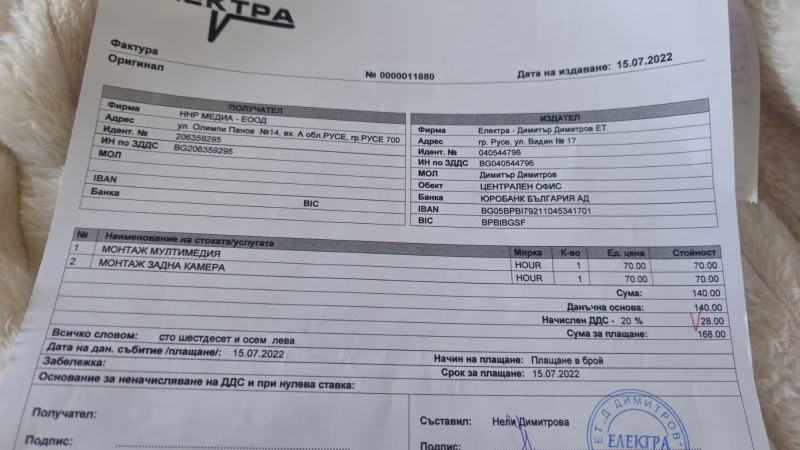 ЕЛЕКТРА
Фактура
Оригинал
№ 0000011880
Дата на издаване: 15.07.2022
ПОЛУЧАТЕЛ
Фирма ННР МЕДИА - ЕООД
Адрес ул. Олимпи Панов №14, вх. А обл.РУСЕ, гр.РУСЕ 700
Идент. № 206359295
ИН по ЗДДС BG206359295
МОЛ
IBAN
Банка BIC
ИЗДАТЕЛ
Фирма Електра - Димитър Димитров ЕТ
Адрес гр. Русе, ул. Видин № 17
Идент. № 040544796
ИН по ЗДДС BG040544796
МОЛ Димитър Димитров
Обект ЦЕНТРАЛЕН ОФИС
Банка ЮРОБАНК БЪЛГАРИЯ АД
IBAN BG05BPBI79211045341701
BIC BPBIBGSF
№ Наименование на стоката/услугата Мярка К-во Ед. цена Стойност
1 МОНТАЖ МУЛТИМЕДИЯ HOUR 1 70.00 70.00
2 МОНТАЖ ЗАДНА КАМЕРА HOUR 1 70.00 70.00
Сума: 140.00
Данъчна основа: 140.00
Начислен ДДС - 20 % 28.00
Сума за плащане: 168.00
Всичко словом: сто шестдесет и осем лева
Дата на дан. събитие /плащане/: 15.07.2022
Начин на плащане: Плащане в брой
Забележка:
Срок за плащане: 15.07.2022
Основание за неначисляване на ДДС и при нулева ставка:
Получател:
Подпис:
Съставил: Нели Димитрова
Подпис:
ЕТ Д ДИМИТРОВ
ЕЛЕКТРА